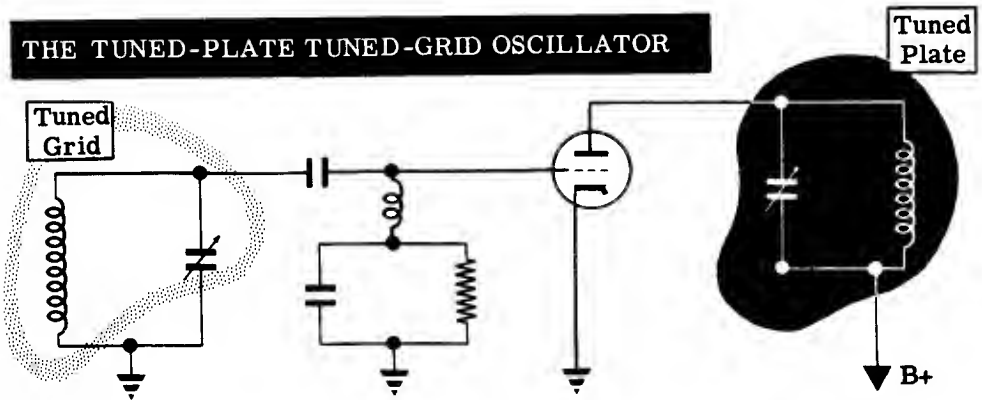 THE TUNED-PLATE TUNED-GRID OSCILLATOR
Tuned
Plate
Tuned
Grid
B+